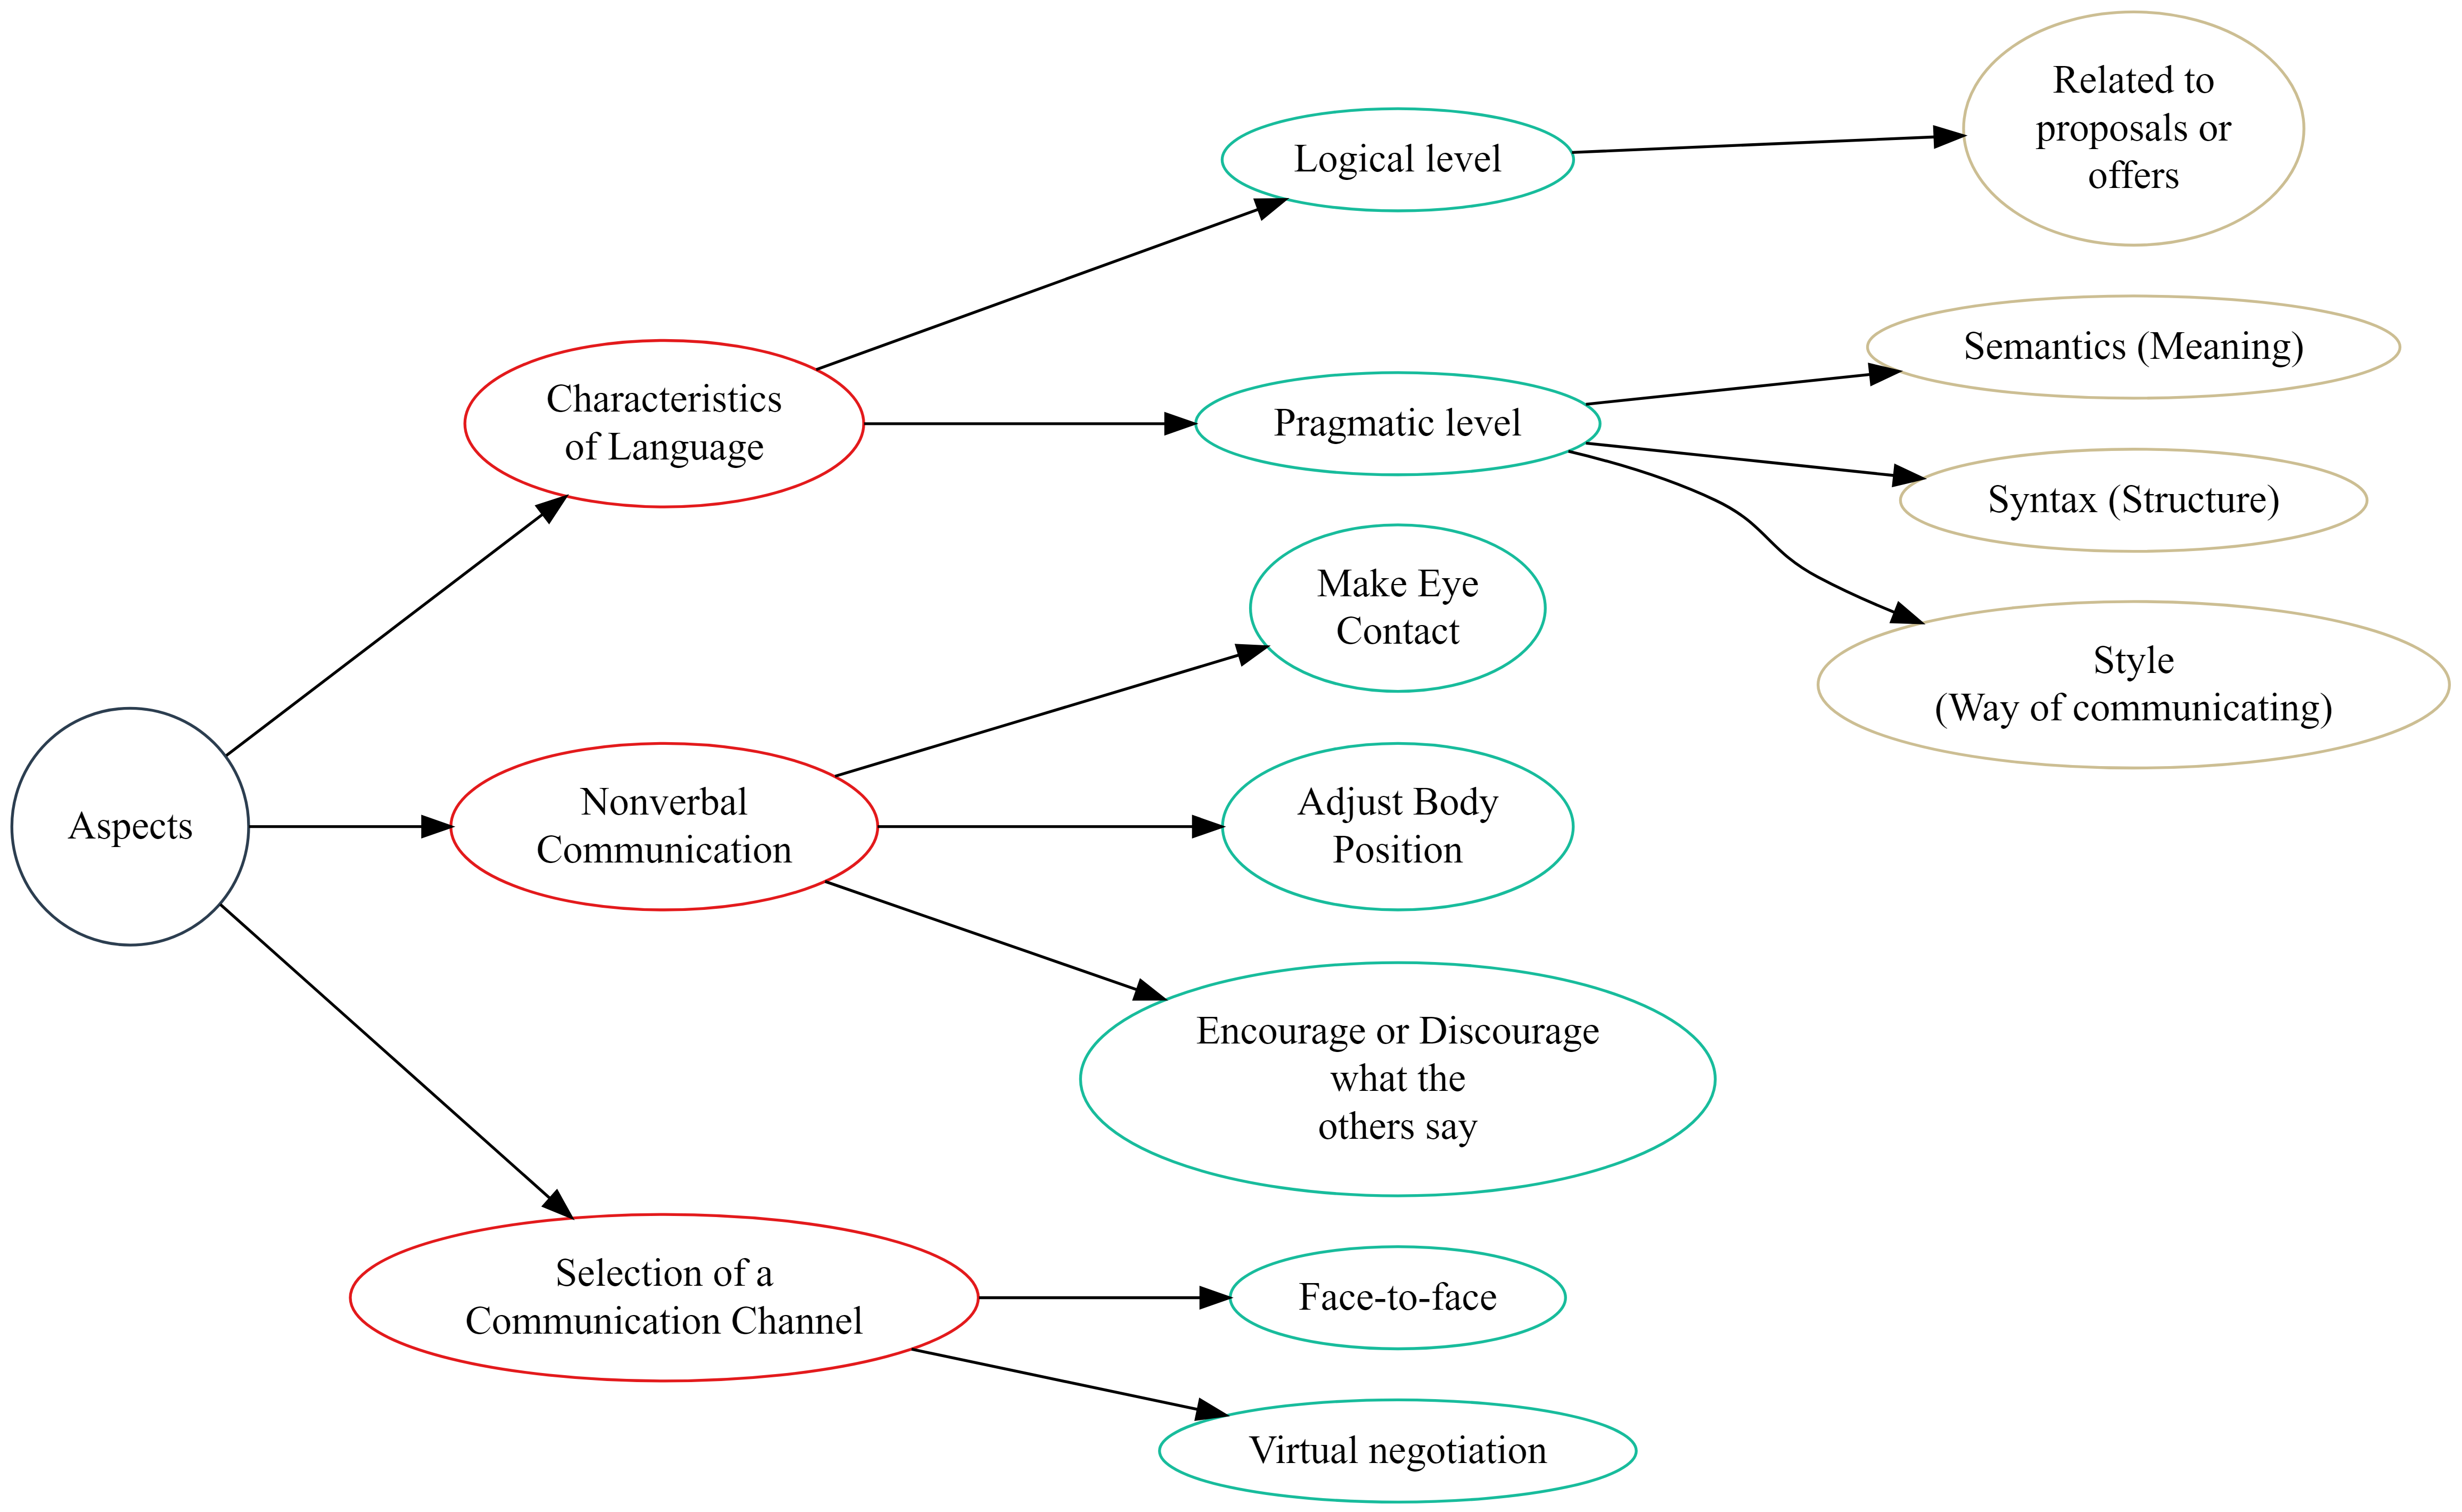 Aspects
Characteristics
of Language
Logical level
Related to
proposals or
offers
Pragmatic level
Semantics (Meaning)
Syntax (Structure)
Style
(Way of communicating)
Nonverbal
Communication
Make Eye
Contact
Adjust Body
Position
Encourage or Discourage
what the
others say
Selection of a
Communication Channel
Face-to-face
Virtual negotiation